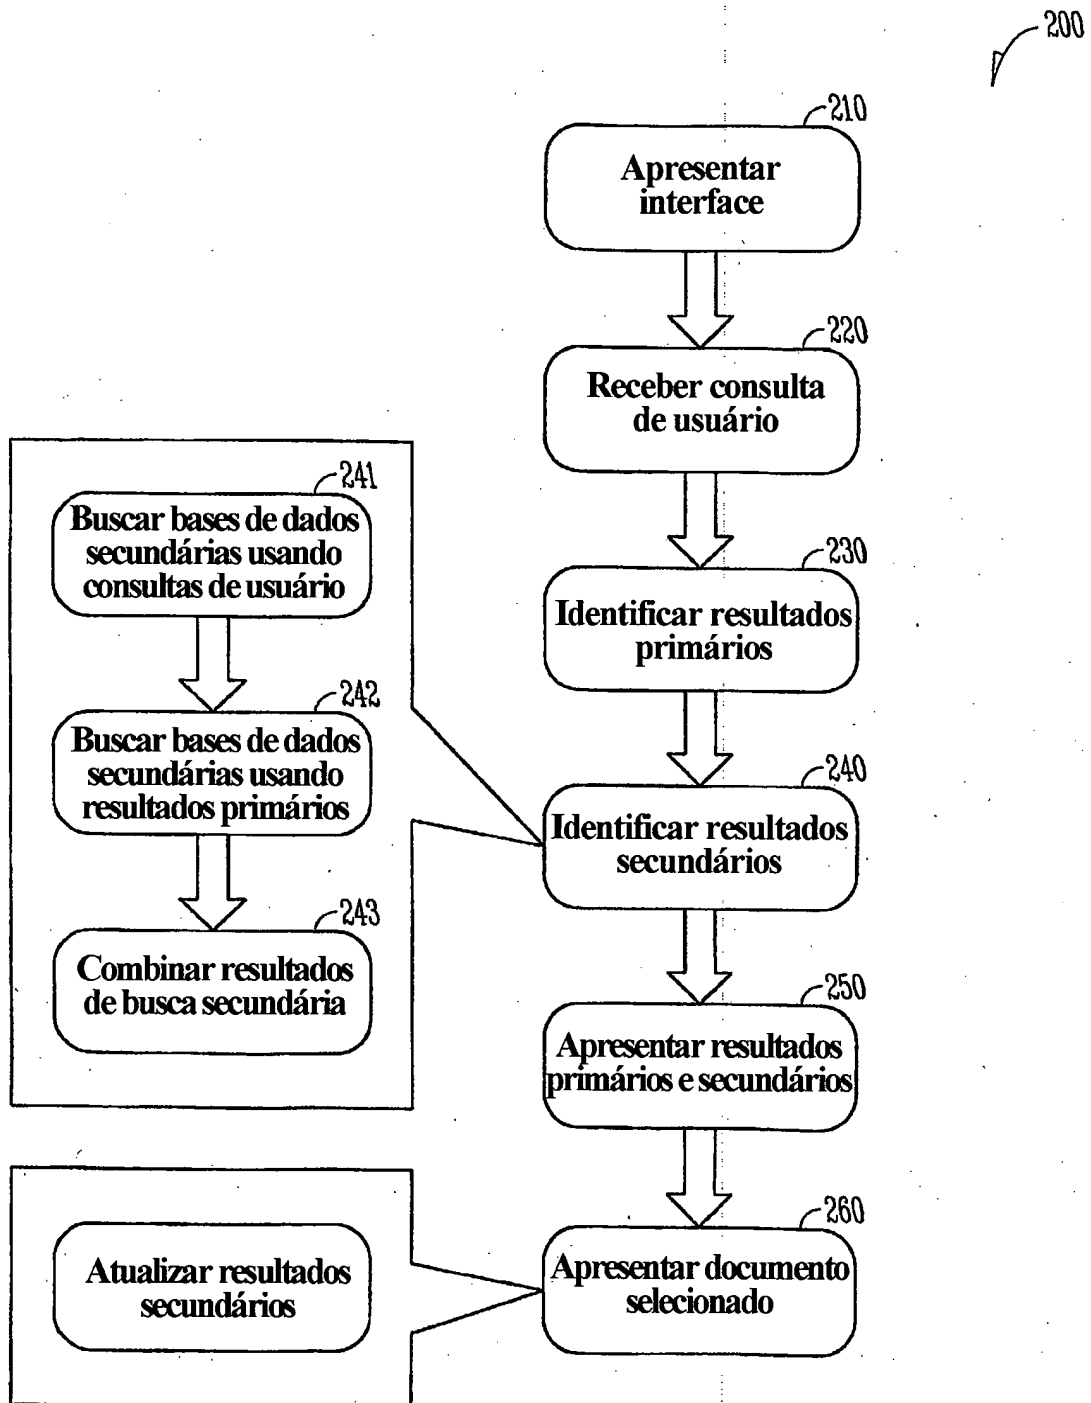 200
210
Apresentar
interface
220
Receber consulta
de usuário
230
Identificar resultados
primários
240
Identificar resultados
secundários
241
Buscar bases de dados
secundárias usando
consultas de usuário
242
Buscar bases de dados
secundárias usando
resultados primários
243
Combinar resultados
de busca secundária
250
Apresentar resultados
primários e secundários
260
Apresentar documento
selecionado
Atualizar resultados
secundários